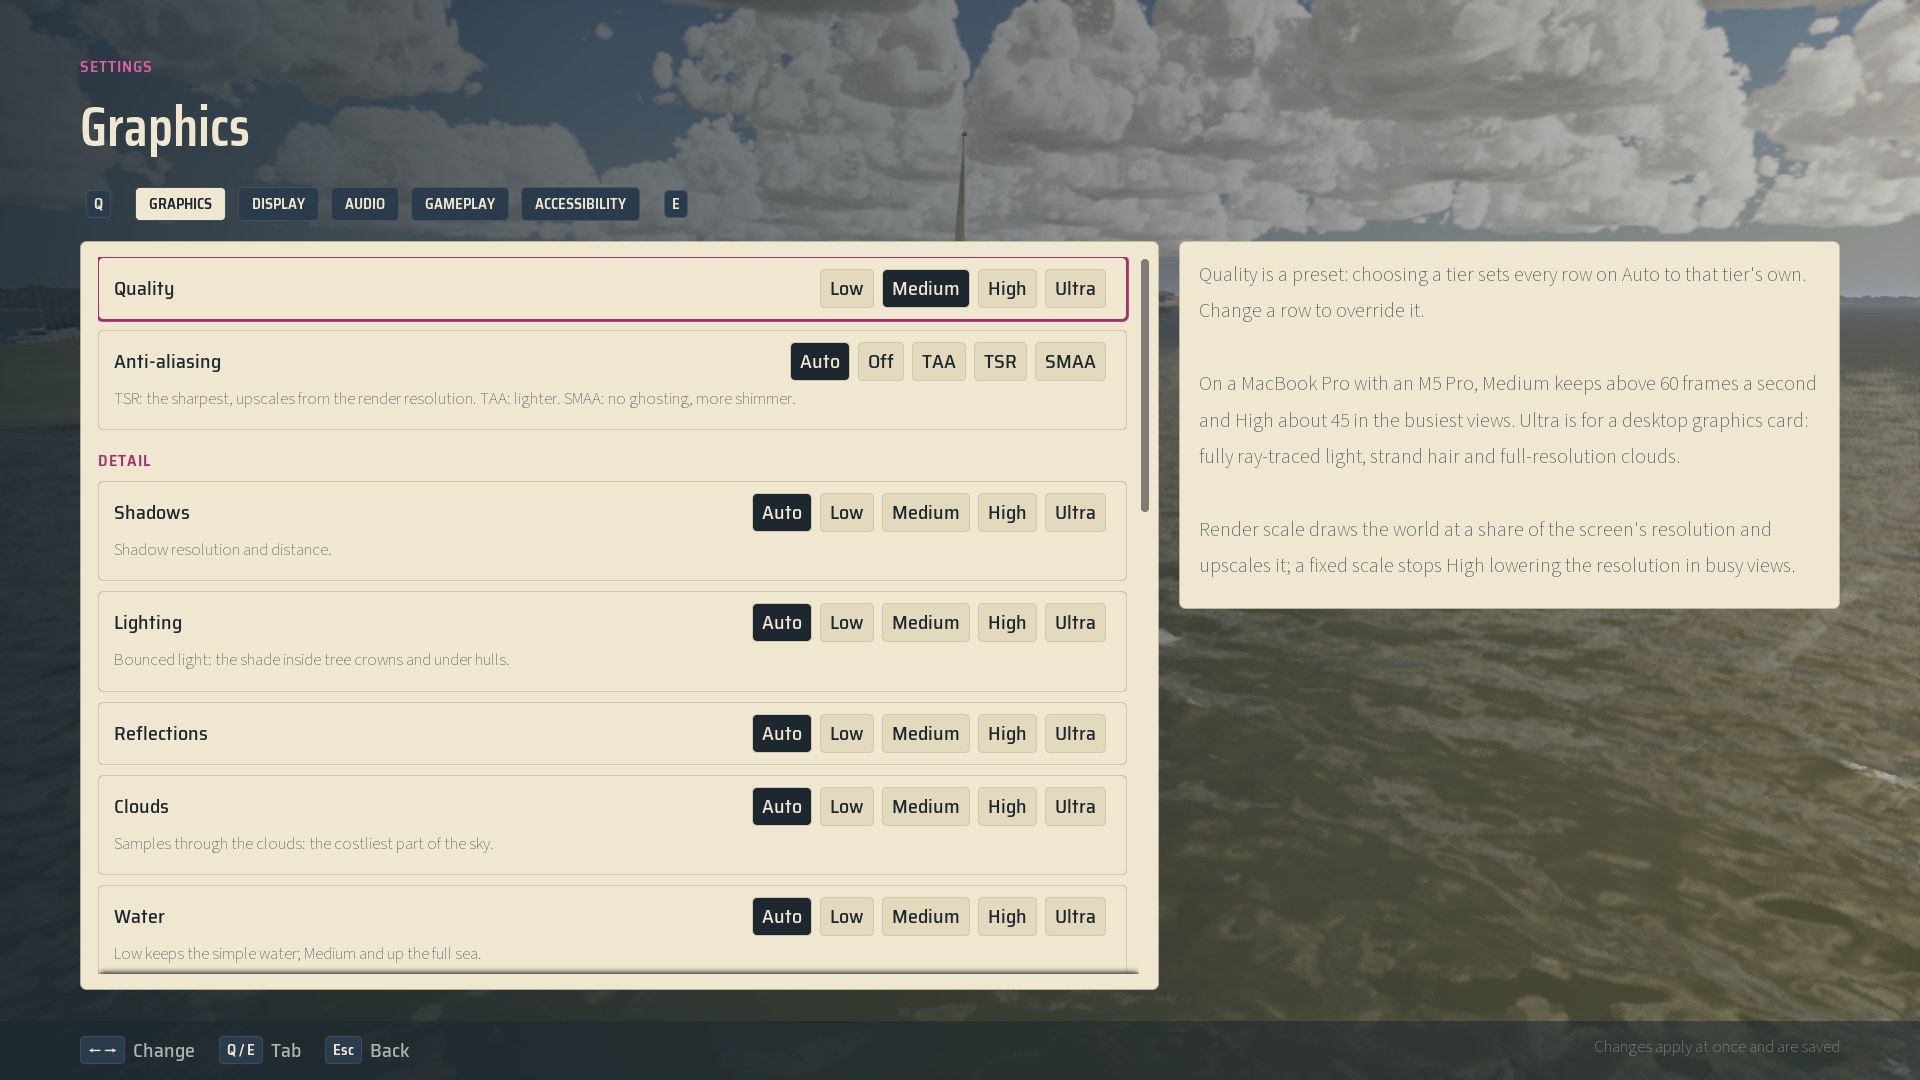 SETTINGS
Graphics
Q GRAPHICS DISPLAY AUDIO GAMEPLAY ACCESSIBILITY E
Quality Low Medium High Ultra
Anti-aliasing Auto Off TAA TSR SMAA
TSR: the sharpest, upscales from the render resolution. TAA: lighter. SMAA: no ghosting, more shimmer.
DETAIL
Shadows Auto Low Medium High Ultra
Shadow resolution and distance.
Lighting Auto Low Medium High Ultra
Bounced light: the shade inside tree crowns and under hulls.
Reflections Auto Low Medium High Ultra
Clouds Auto Low Medium High Ultra
Samples through the clouds: the costliest part of the sky.
Water Auto Low Medium High Ultra
Low keeps the simple water; Medium and up the full sea.
Quality is a preset: choosing a tier sets every row on Auto to that tier's own.
Change a row to override it.
On a MacBook Pro with an M5 Pro, Medium keeps above 60 frames a second
and High about 45 in the busiest views. Ultra is for a desktop graphics card:
fully ray-traced light, strand hair and full-resolution clouds.
Render scale draws the world at a share of the screen's resolution and
upscales it; a fixed scale stops High lowering the resolution in busy views.
←→ Change Q/E Tab Esc Back
Changes apply at once and are saved